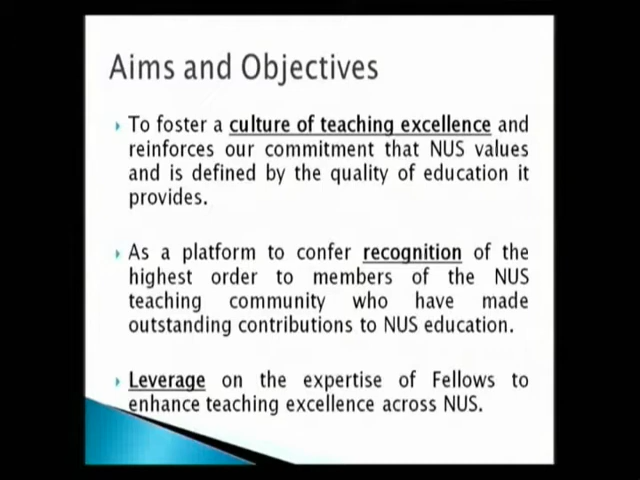 Aims and Objectives
To foster a culture of teaching excellence and
reinforces our commitment that NUS values
and is defined by the quality of education it
provides.
As a platform to confer recognition of the
highest order to members of the NUS
teaching community who have made
outstanding contributions to NUS education.
Leverage on the expertise of Fellows to
enhance teaching excellence across NUS.